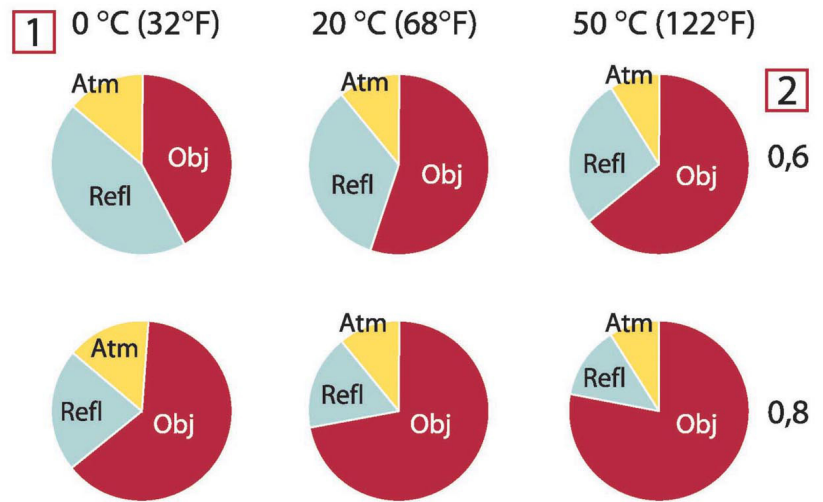 1 0 °C (32°F) 20 °C (68°F) 50 °C (122°F)
2
Atm Obj Refl
Atm Obj Refl
Atm Obj Refl
0,6
Atm Refl Obj
Atm Refl Obj
Atm Refl Obj
0,8